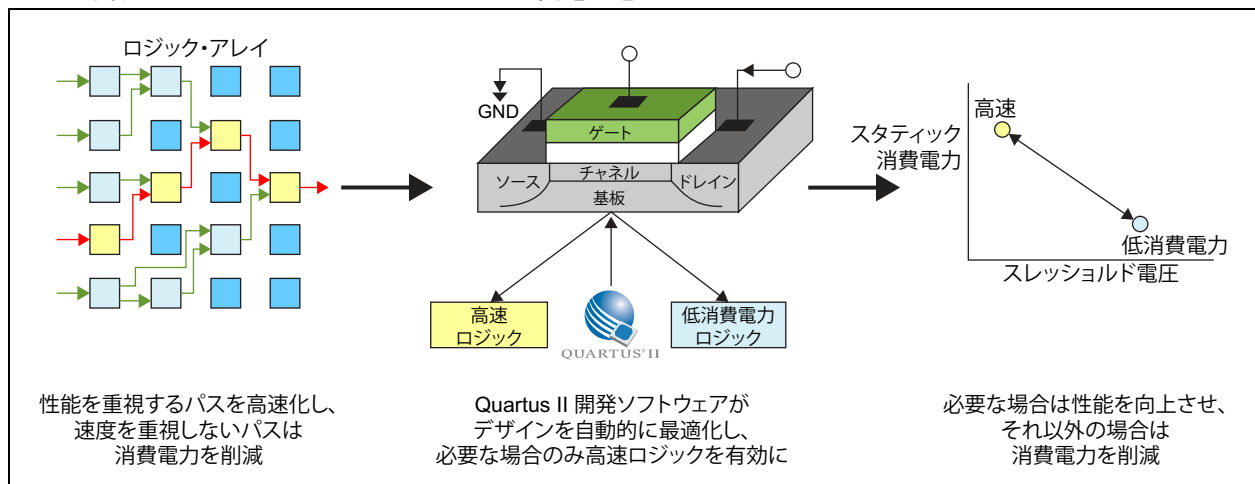 ロジック・アレイ
GND
ゲート
チャネル
ソース
ドレイン
基板
高速
ロジック
QUARTUS®II
低消費電力
ロジック
スタティック
消費電力
高速
低消費電力
スレッショルド電圧
性能を重視するパスを高速化し、
速度を重視しないパスは
消費電力を削減
Quartus II 開発ソフトウェアが
デザインを自動的に最適化し、
必要な場合のみ高速ロジックを有効に
必要な場合は性能を向上させ、
それ以外の場合は
消費電力を削減